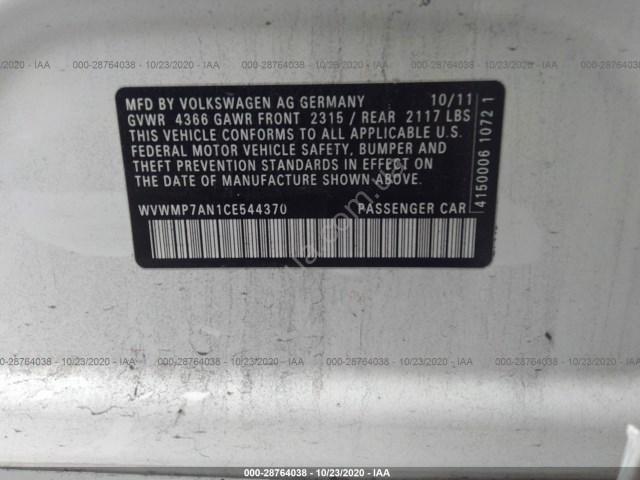 000-28764038 - 10/23/2020 - IAA
MFD BY VOLKSWAGEN AG GERMANY 10/11
GVWR 4366 GAWR FRONT 2315 / REAR 2117 LBS
THIS VEHICLE CONFORMS TO ALL APPLICABLE U.S.
FEDERAL MOTOR VEHICLE SAFETY, BUMPER AND
THEFT PREVENTION STANDARDS IN EFFECT ON
THE DATE OF MANUFACTURE SHOWN ABOVE.
WVWMP7AN1CE544370 PASSENGER CAR
4150006 1072 1
000-28764038 - 10/23/2020 - IAA
000-28764038 - 10/23/2020 - IAA